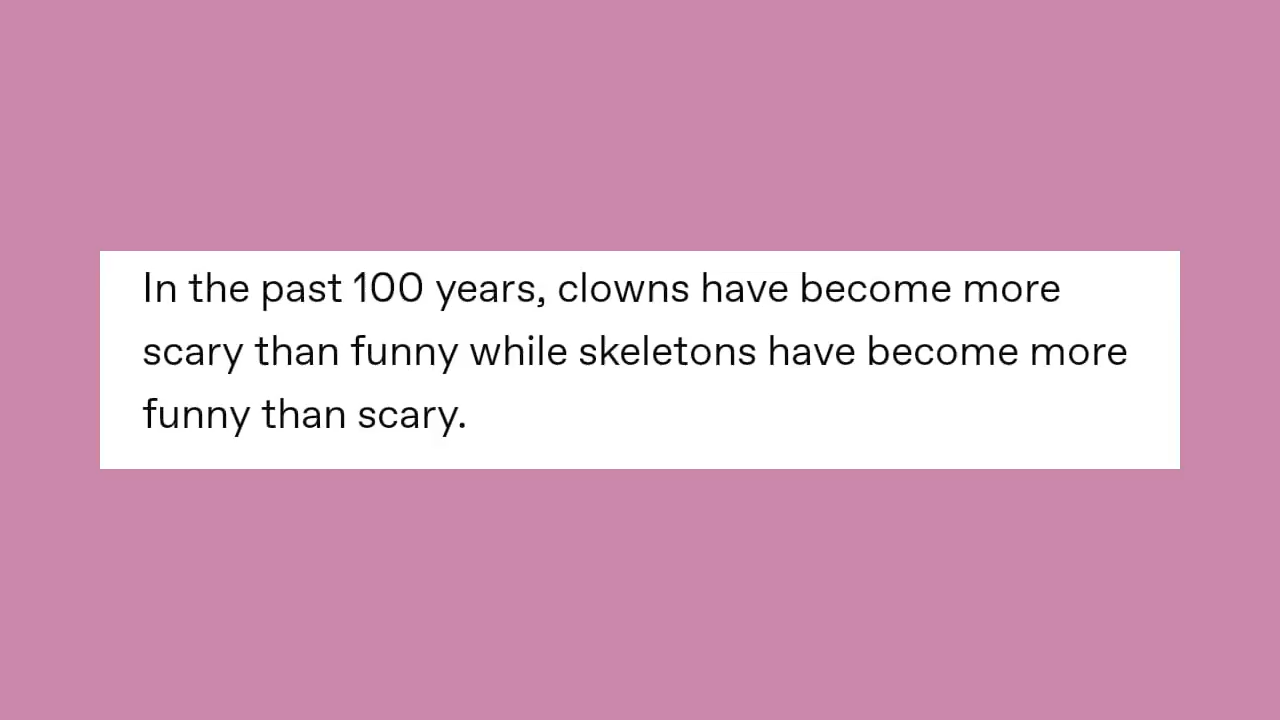 In the past 100 years, clowns have become more
scary than funny while skeletons have become more
funny than scary.